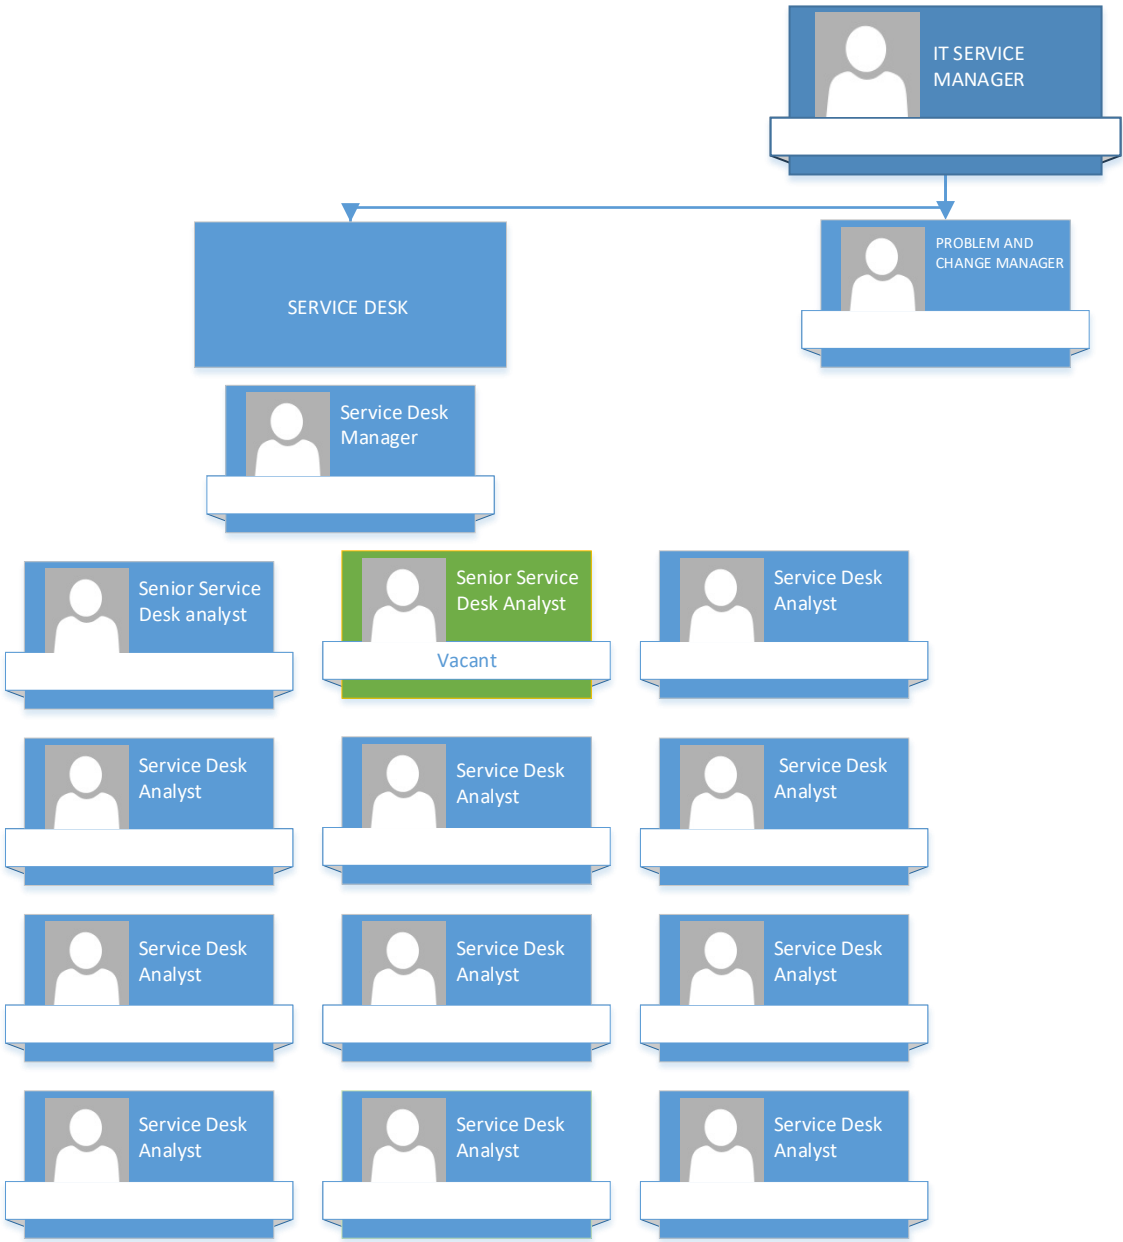 IT SERVICE
MANAGER
PROBLEM AND
CHANGE MANAGER
SERVICE DESK
Service Desk
Manager
Senior Service
Desk analyst
Senior Service
Desk Analyst
Vacant
Service Desk
Analyst
Service Desk
Analyst
Service Desk
Analyst
Service Desk
Analyst
Service Desk
Analyst
Service Desk
Analyst
Service Desk
Analyst
Service Desk
Analyst
Service Desk
Analyst
Service Desk
Analyst